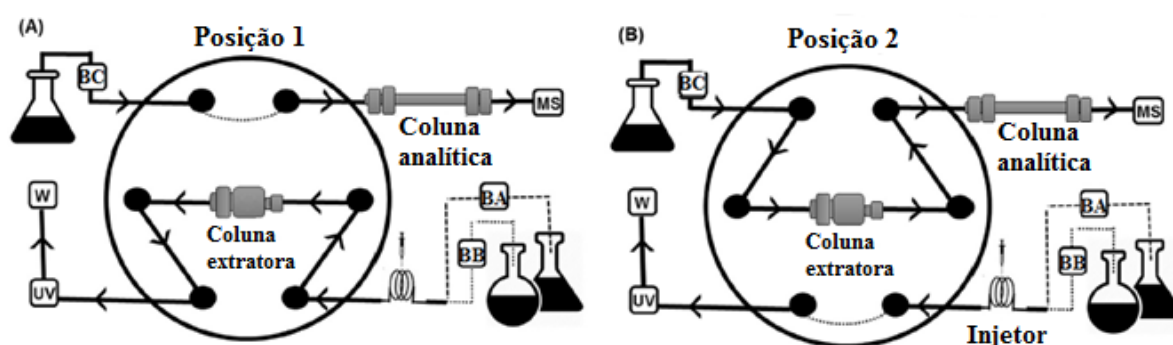 (A)
Posição 1
BC
MS
Coluna
analítica
W
BA
Coluna
extratora
BB
UV
(B)
Posição 2
BC
MS
Coluna
analítica
W
BA
Coluna
extratora
BB
UV
Injetor